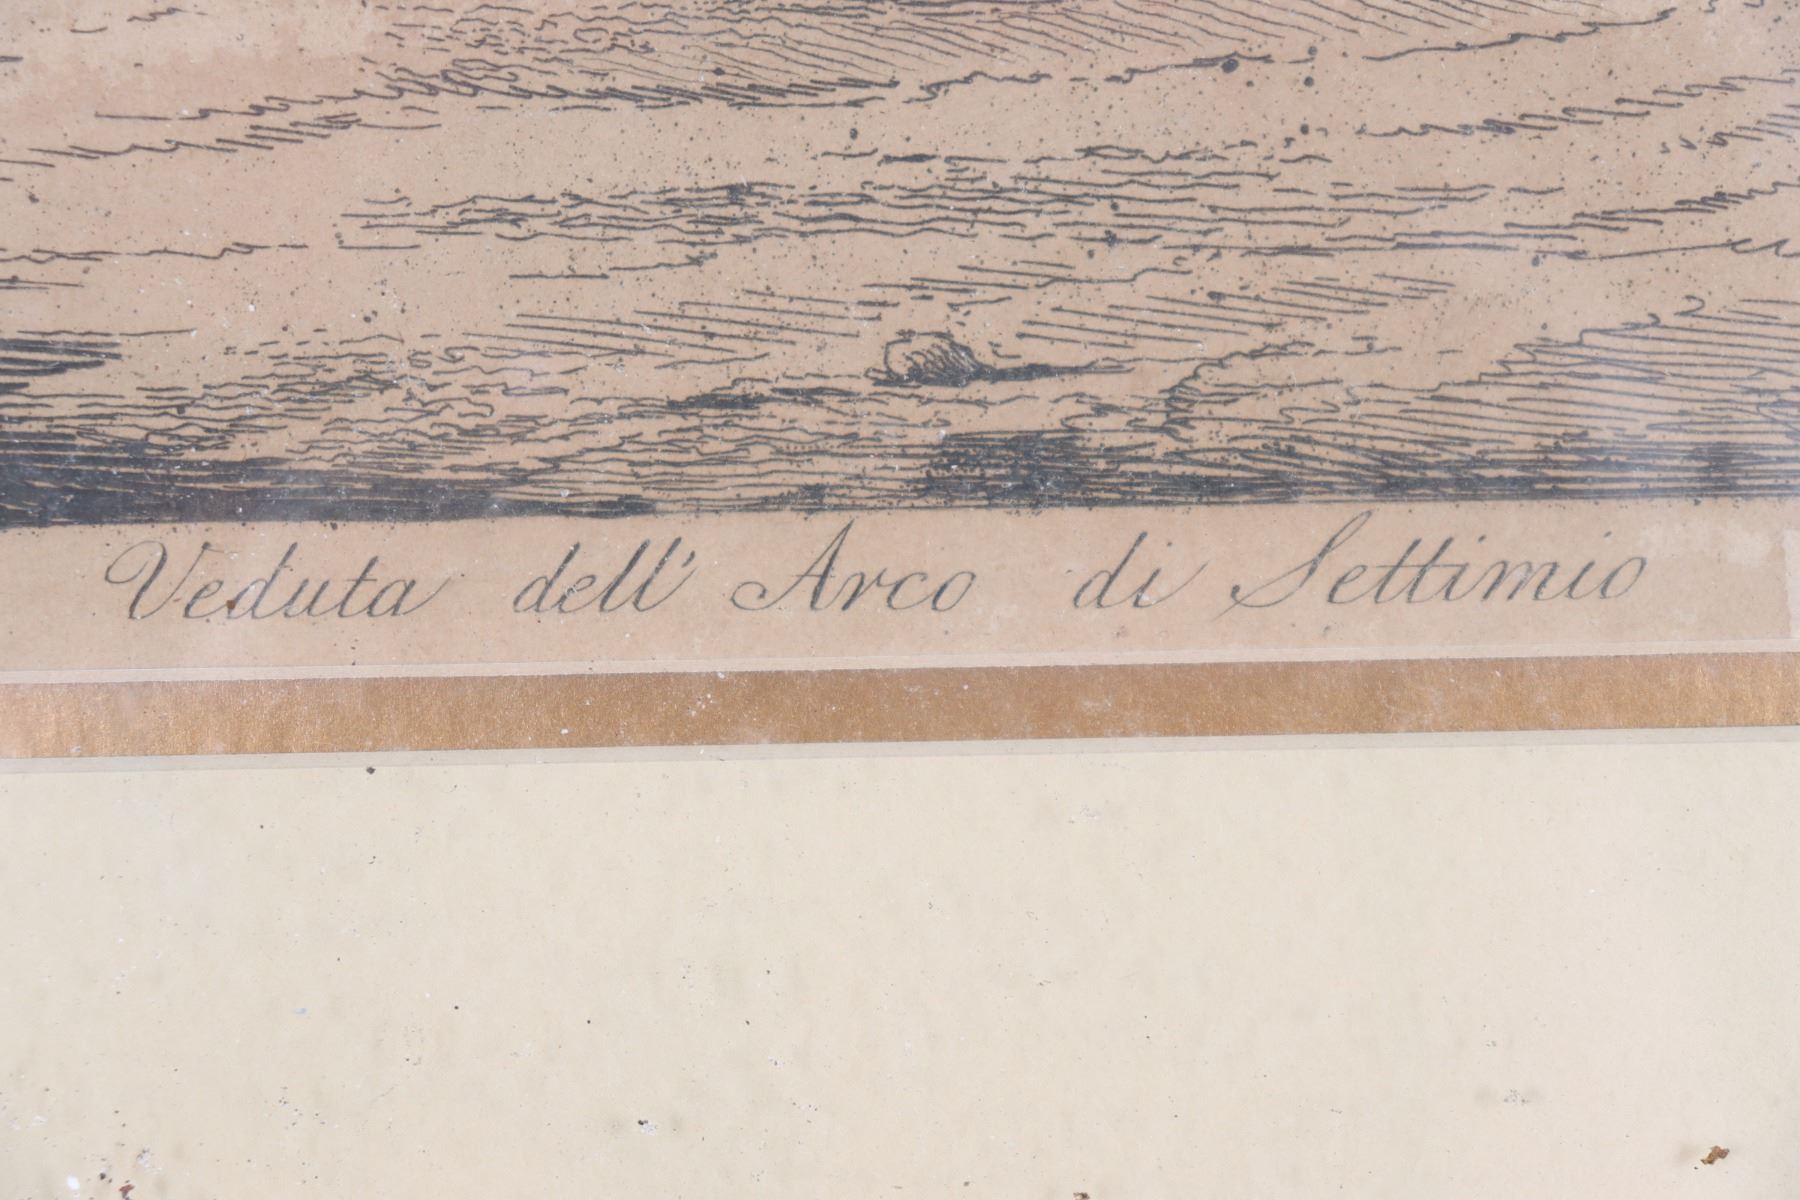 Veduta dell' Arco di Settimio